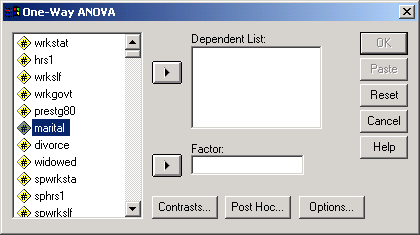 One-Way ANOVA
wrkstat
hrs1
wrkslf
wrkgovt
prestg80
marital
divorce
widowed
spwrksta
sphrs1
spwrkslf
Dependent List:
Factor:
OK
Paste
Reset
Cancel
Help
Contrasts...
Post Hoc...
Options...